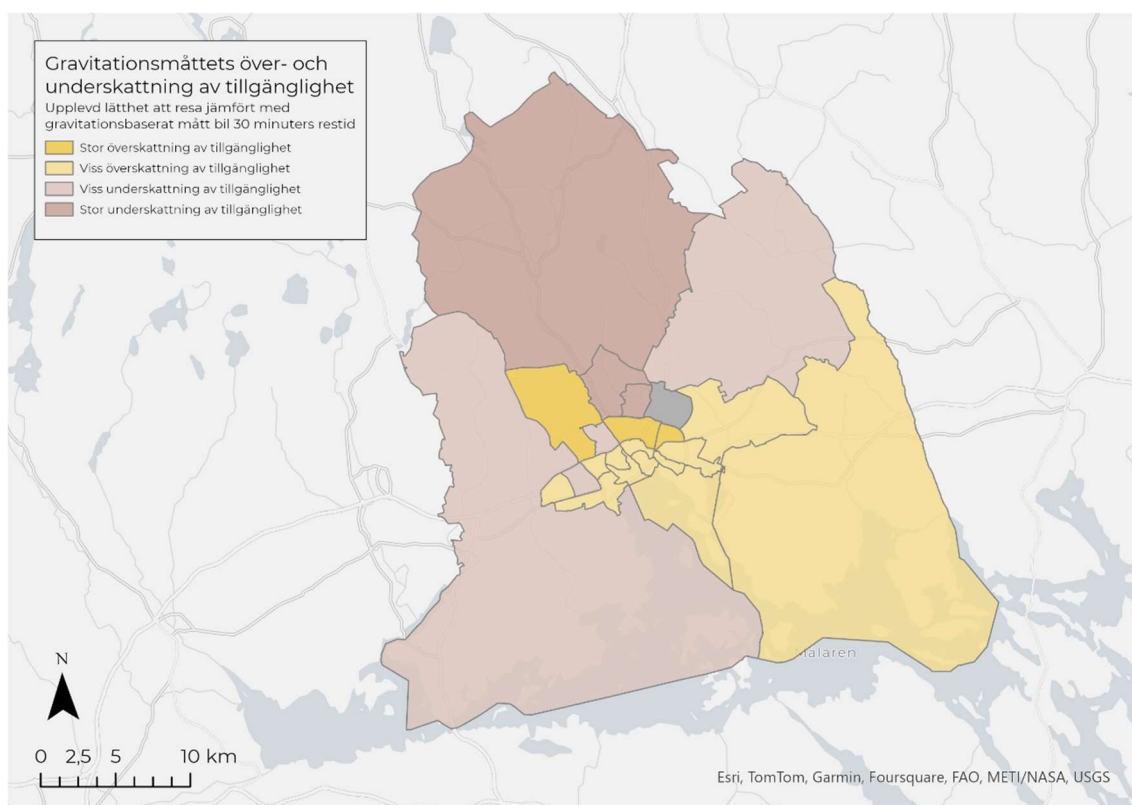 Gravitationsmåttets över- och
underskattning av tillgänglighet
Upplevd lätthet att resa jämfört med
gravitationsbaserat mått bil 30 minuters restid
Stor överskattning av tillgänglighet
Viss överskattning av tillgänglighet
Viss underskattning av tillgänglighet
Stor underskattning av tillgänglighet
Mälaren
N
0 2,5 5 10 km
Esri, TomTom, Garmin, Foursquare, FAO, METI/NASA, USGS